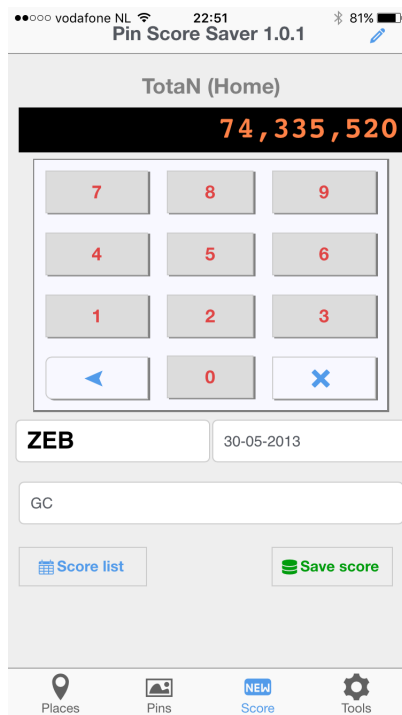 vodafone NL 22:51 81%
Pin Score Saver 1.0.1
TotaN (Home)
74,335,520
7 8 9
4 5 6
1 2 3
0
ZEB 30-05-2013
GC
Score list Save score
NEW
Places Pins Score Tools